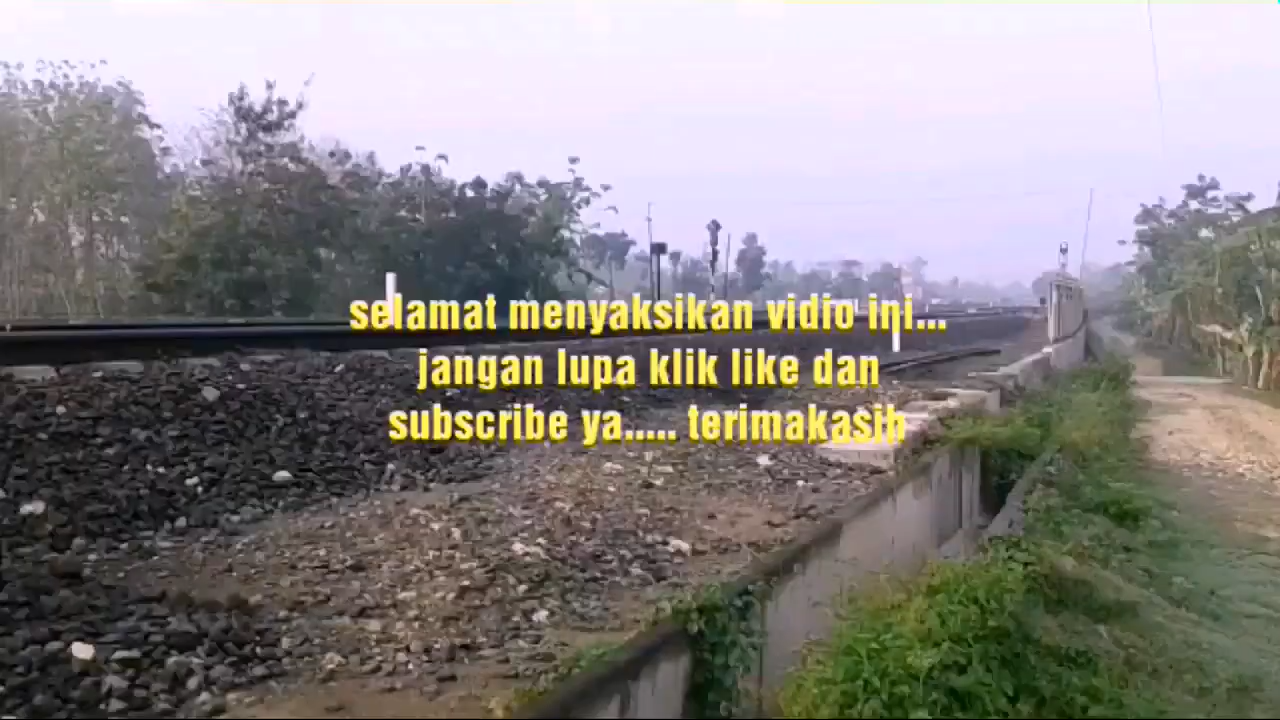 selamat menyaksikan vidio ini...
jangan lupa klik like dan
subscribe ya..... terimakasih